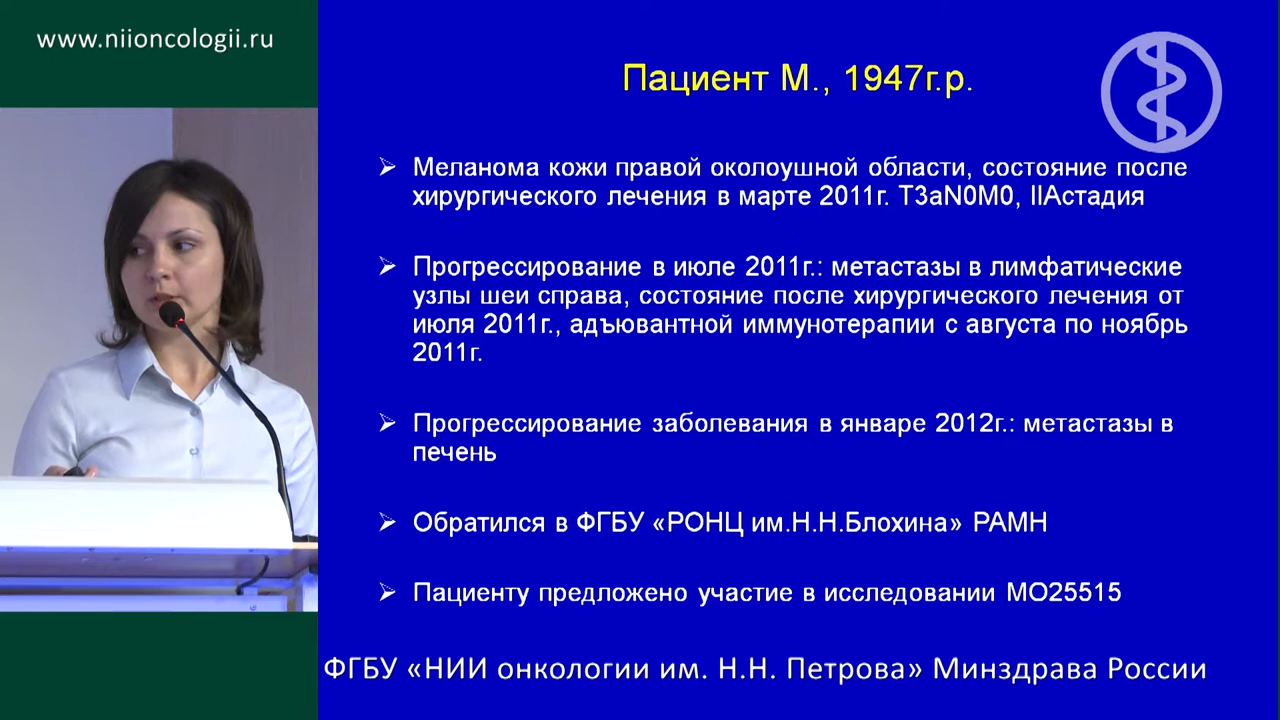 www.niioncologii.ru
Пациент М., 1947г.р.
Меланома кожи правой околоушной области, состояние после
хирургического лечения в марте 2011г. T3aN0M0, IIАстадия
Прогрессирование в июле 2011г.: метастазы в лимфатические
узлы шеи справа, состояние после хирургического лечения от
июля 2011г., адъювантной иммунотерапии с августа по ноябрь
2011г.
Прогрессирование заболевания в январе 2012г.: метастазы в
печень
Обратился в ФГБУ «РОНЦ им.Н.Н.Блохина» РАМН
Пациенту предложено участие в исследовании МО25515
ФГБУ «НИИ онкологии им. Н.Н. Петрова» Минздрава России